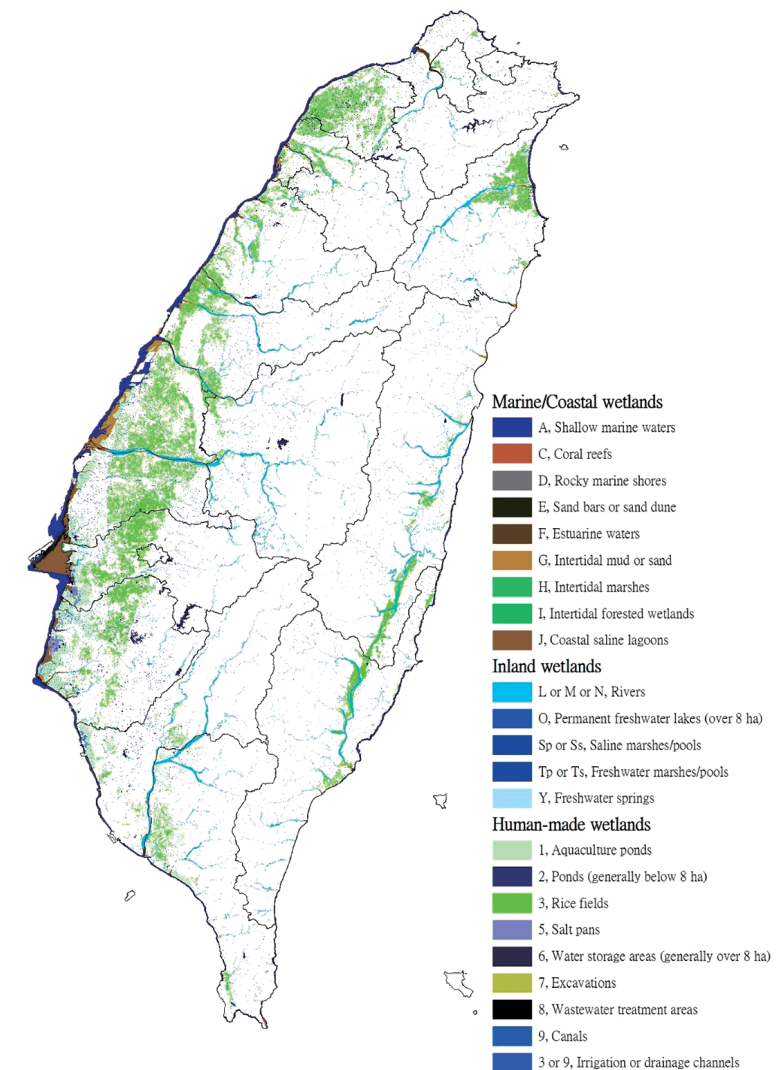 Marine/Coastal wetlands
A, Shallow marine waters
C, Coral reefs
D, Rocky marine shores
E, Sand bars or sand dune
F, Estuarine waters
G, Intertidal mud or sand
H, Intertidal marshes
I, Intertidal forested wetlands
J, Coastal saline lagoons
Inland wetlands
L or M or N, Rivers
O, Permanent freshwater lakes (over 8 ha)
Sp or Ss, Saline marshes/pools
Tp or Ts, Freshwater marshes/pools
Y, Freshwater springs
Human-made wetlands
1, Aquaculture ponds
2, Ponds (generally below 8 ha)
3, Rice fields
5, Salt pans
6, Water storage areas (generally over 8 ha)
7, Excavations
8, Wastewater treatment areas
9, Canals
3 or 9, Irrigation or drainage channels